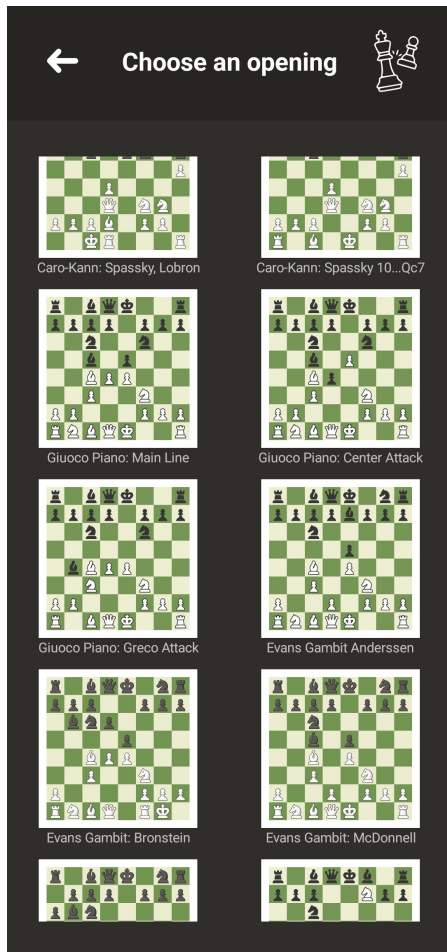 Choose an opening
Caro-Kann: Spassky, Lobron
Caro-Kann: Spassky 10...Qc7
Giuoco Piano: Main Line
Giuoco Piano: Center Attack
Giuoco Piano: Greco Attack
Evans Gambit Anderssen
Evans Gambit: Bronstein
Evans Gambit: McDonnell